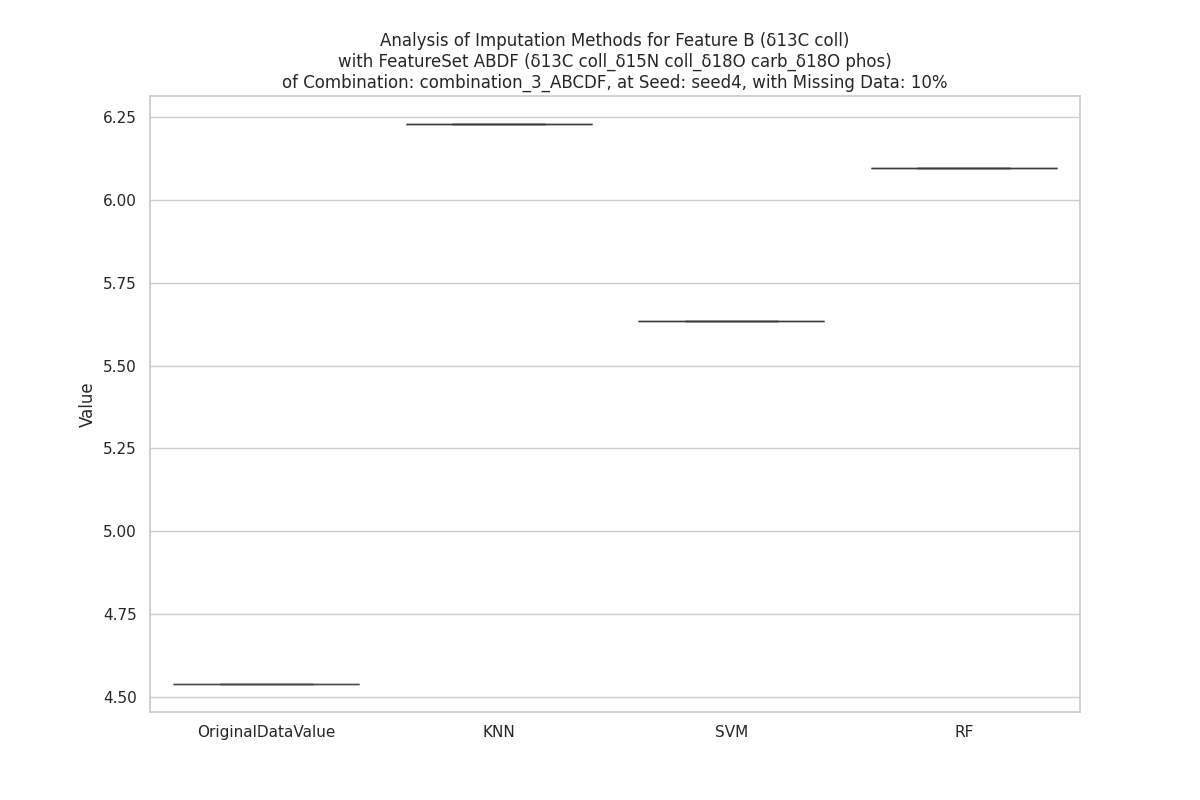 Analysis of Imputation Methods for Feature B (δ13C coll)
with FeatureSet ABDF (δ13C coll_δ15N coll_δ18O carb_δ18O phos)
of Combination: combination_3_ABCDF, at Seed: seed4, with Missing Data: 10%
6.25
6.00
5.75
5.50
5.25
5.00
4.75
4.50
Value
OriginalDataValue
KNN
SVM
RF